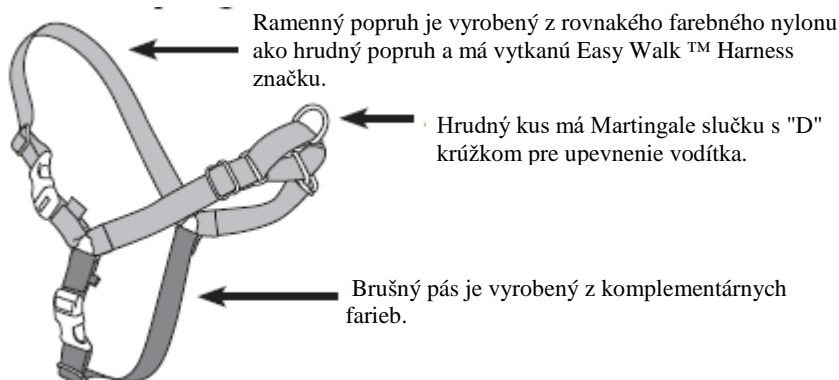 Ramenný popruh je vyrobený z rovnakého farebného nylonu
ako hrudný popruh a má vytkanú Easy Walk ™ Harness
značku.
Hrudný kus má Martingale slučku s "D"
krúžkom pre upevnenie vodítka.
Brušný pás je vyrobený z komplementárnych
farieb.